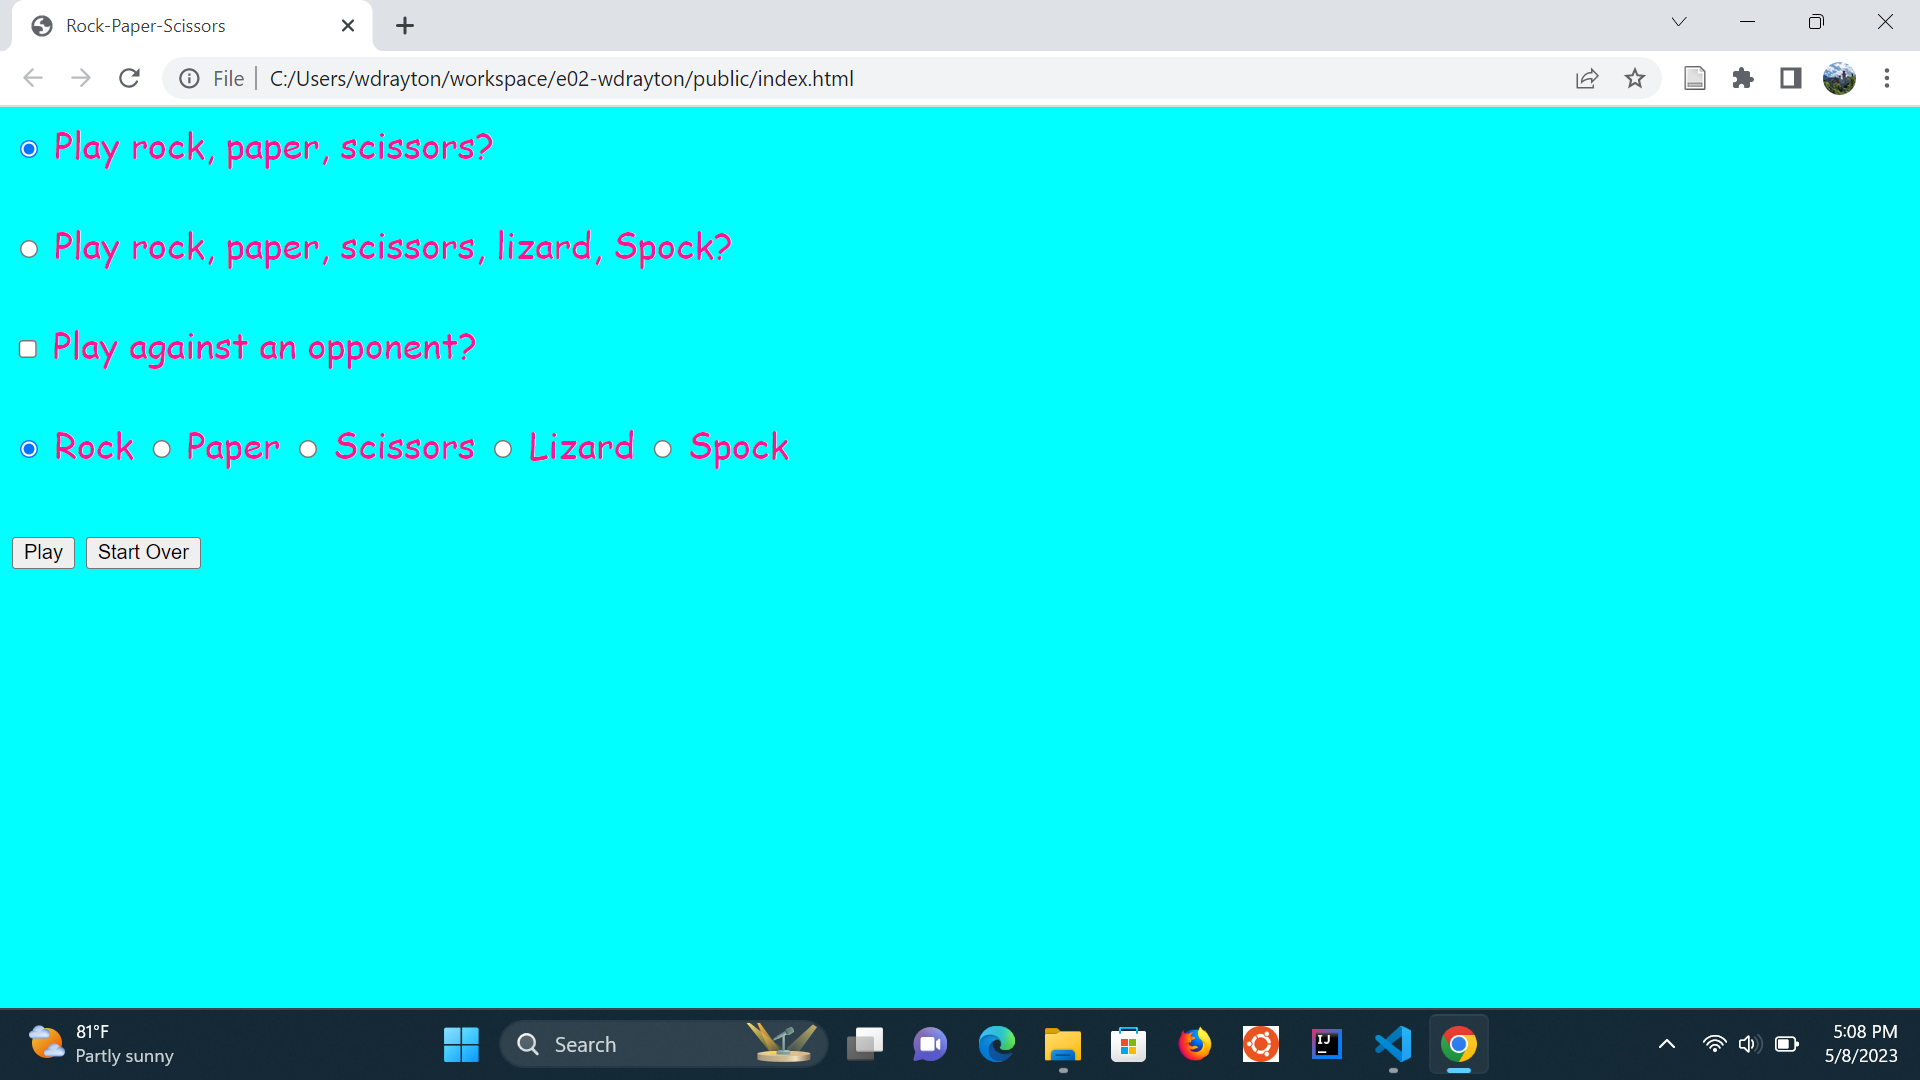 Rock-Paper-Scissors
File C:/Users/wdrayton/workspace/e02-wdrayton/public/index.html
Play rock, paper, scissors?
Play rock, paper, scissors, lizard, Spock?
Play against an opponent?
Rock Paper Scissors Lizard Spock
Play Start Over
81°F
Partly sunny
Search
IJ
5:08 PM
5/8/2023